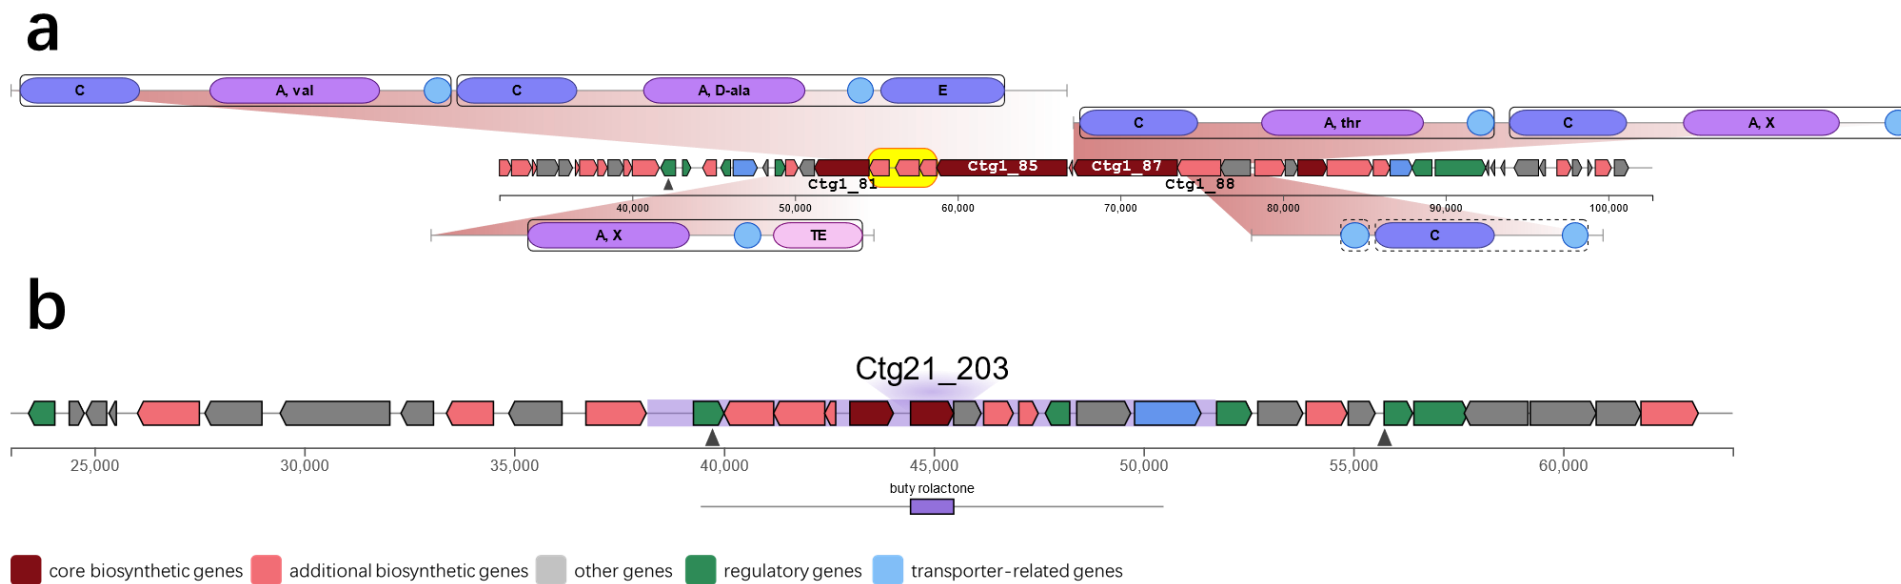 a
C A, val C A, D-ala E
C A, thr C A, X
Ctg1_85 Ctg1_87
Ctg1_81 Ctg1_88
40,000 50,000 60,000 70,000 80,000 90,000 100,000
A, X TE C
b
Ctg21_203
25,000 30,000 35,000 40,000 45,000 50,000 55,000 60,000
buty rolactone
core biosynthetic genes additional biosynthetic genes other genes regulatory genes transporter-related genes